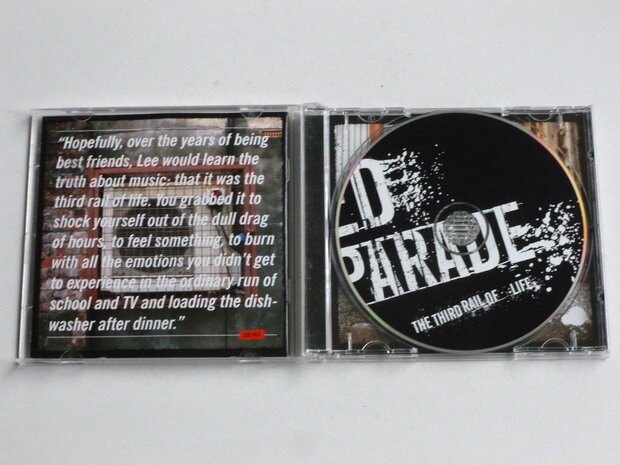 “Hopefully, over the years of being
best friends, Lee would learn the
truth about music- that it was the
third rail of life. You grabbed it to
shock yourself out of the dull drag
of hours, to feel something, to burn
with all the emotions you didn’t get
to experience in the ordinary run of
school and TV and loading the dish-
washer after dinner.”
ED
PARADE
THE THIRD RAIL OF LIFE